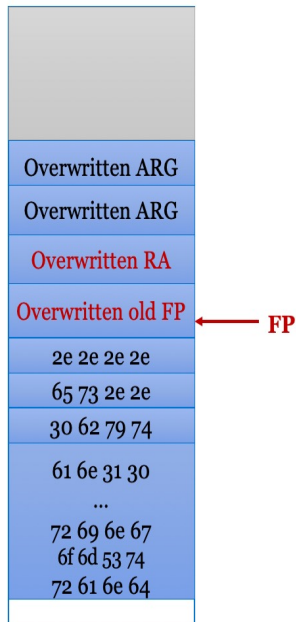 Overwritten ARG
Overwritten ARG
Overwritten RA
Overwritten old FP
FP
2e 2e 2e 2e
65 73 2e 2e
30 62 79 74
61 6e 31 30
...
72 69 6e 67
6f 6d 53 74
72 61 6e 64